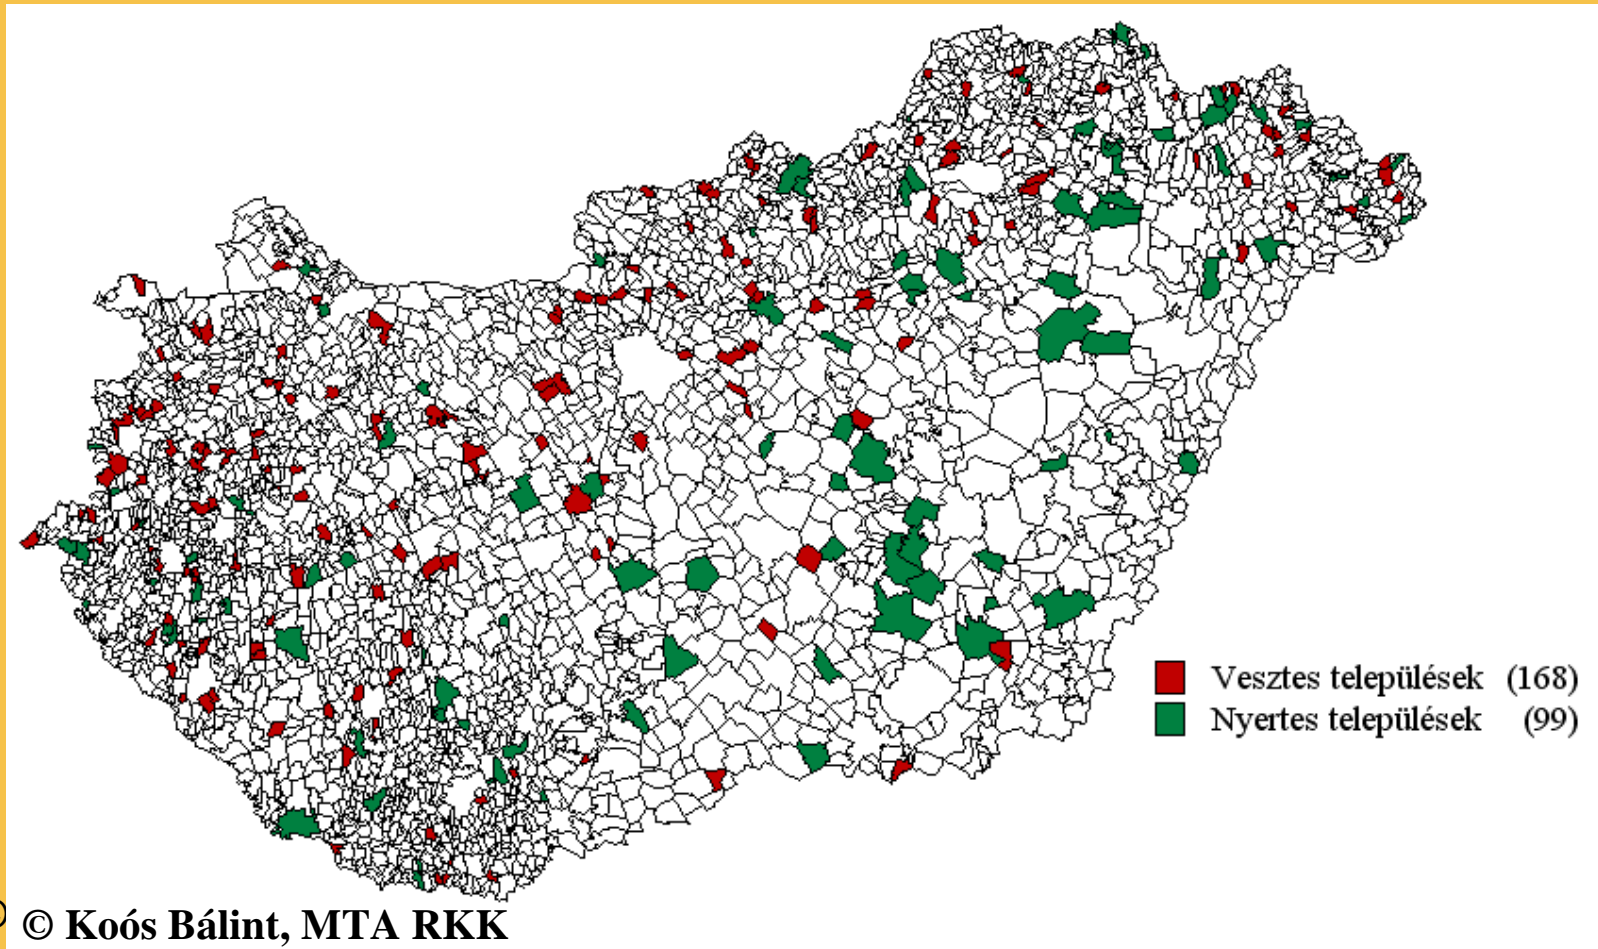 Vesztes települések (168)
Nyertes települések (99)
© Koós Bálint, MTA RKK